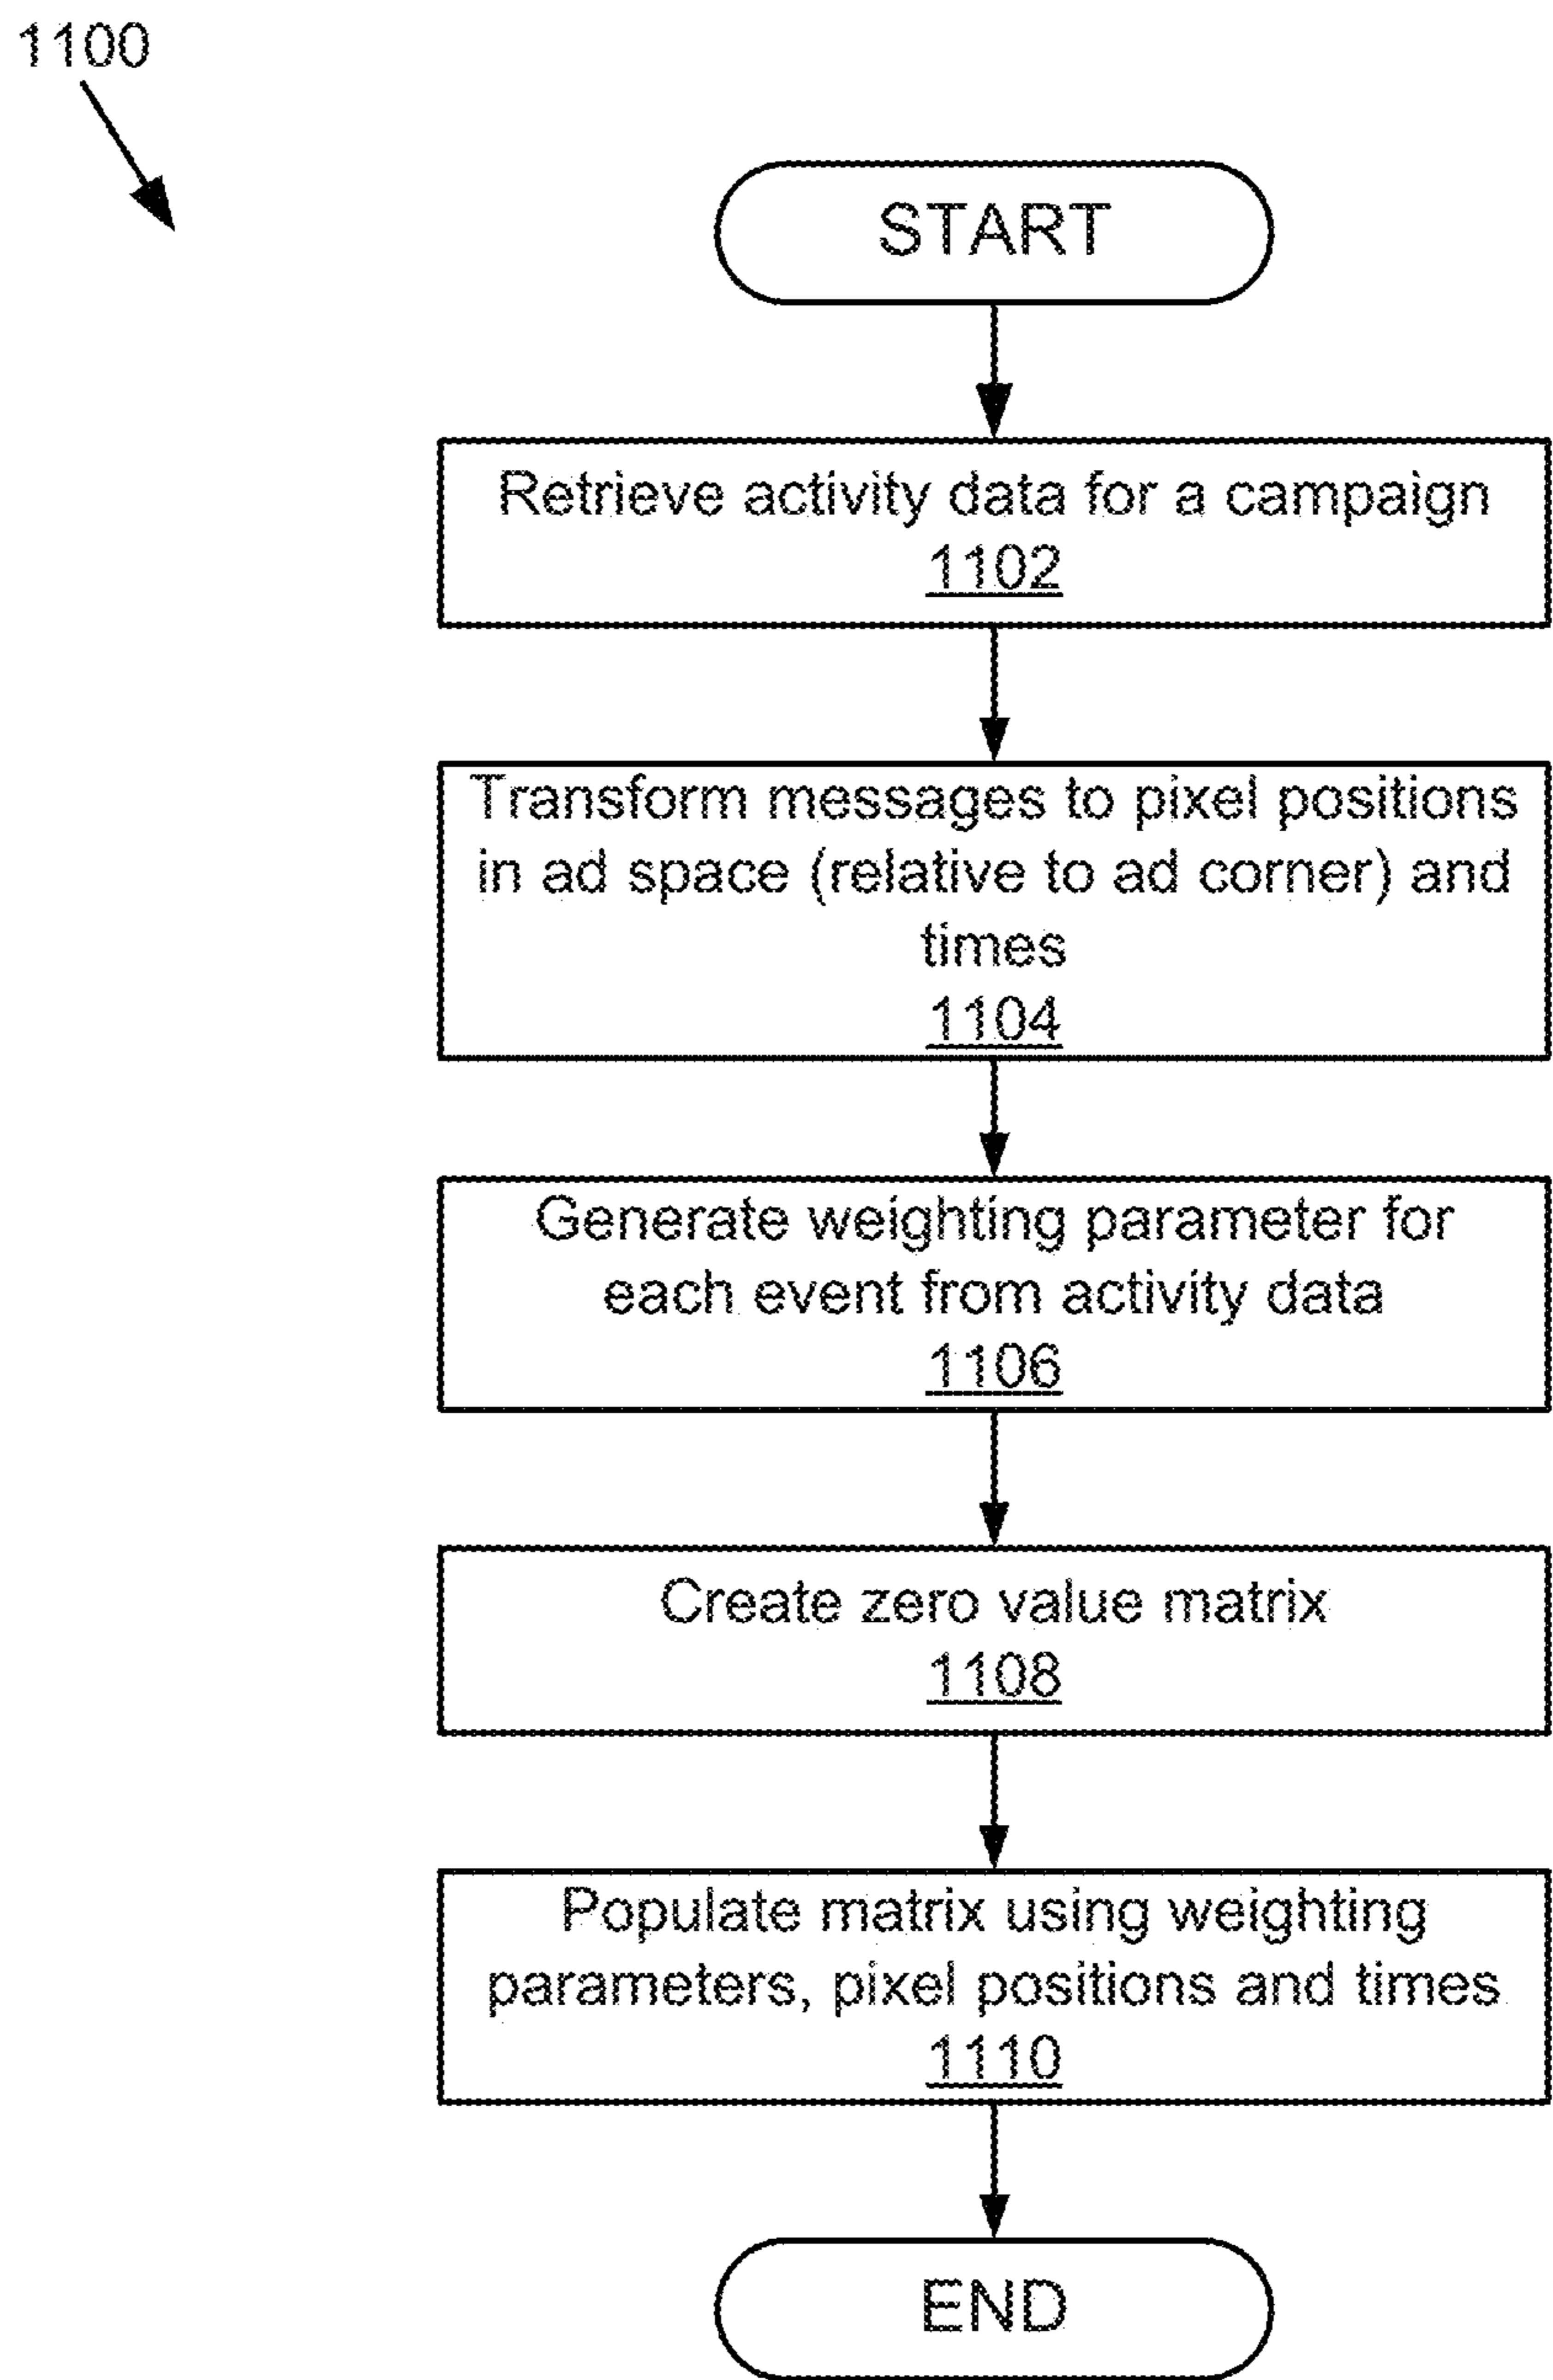 1100
START
Retrieve activity data for a campaign
1102
Transform messages to pixel positions
in ad space (relative to ad corner) and
times
1104
Generate weighting parameter for
each event from activity data
1106
Create zero value matrix
1108
Populate matrix using weighting
parameters, pixel positions and times
1110
END